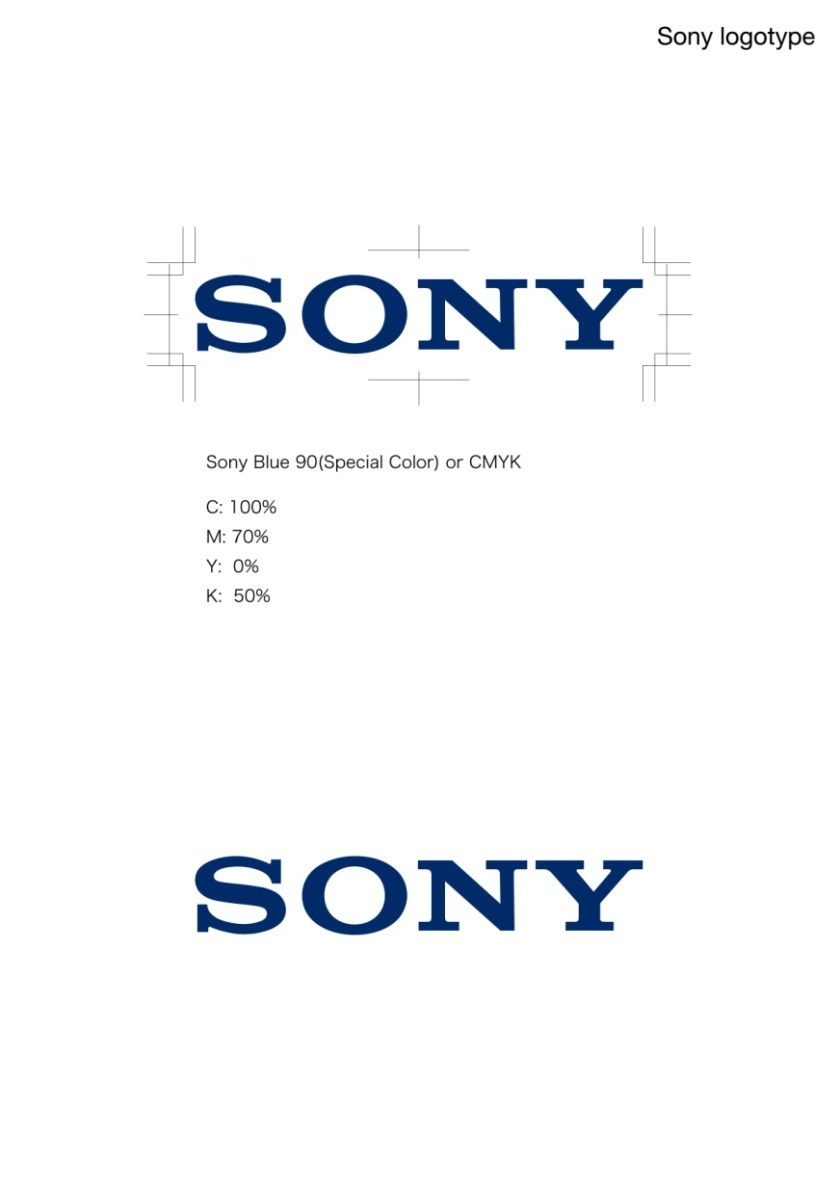 Sony logotype
SONY
Sony Blue 90(Special Color) or CMYK
C: 100%
M: 70%
Y: 0%
K: 50%
SONY